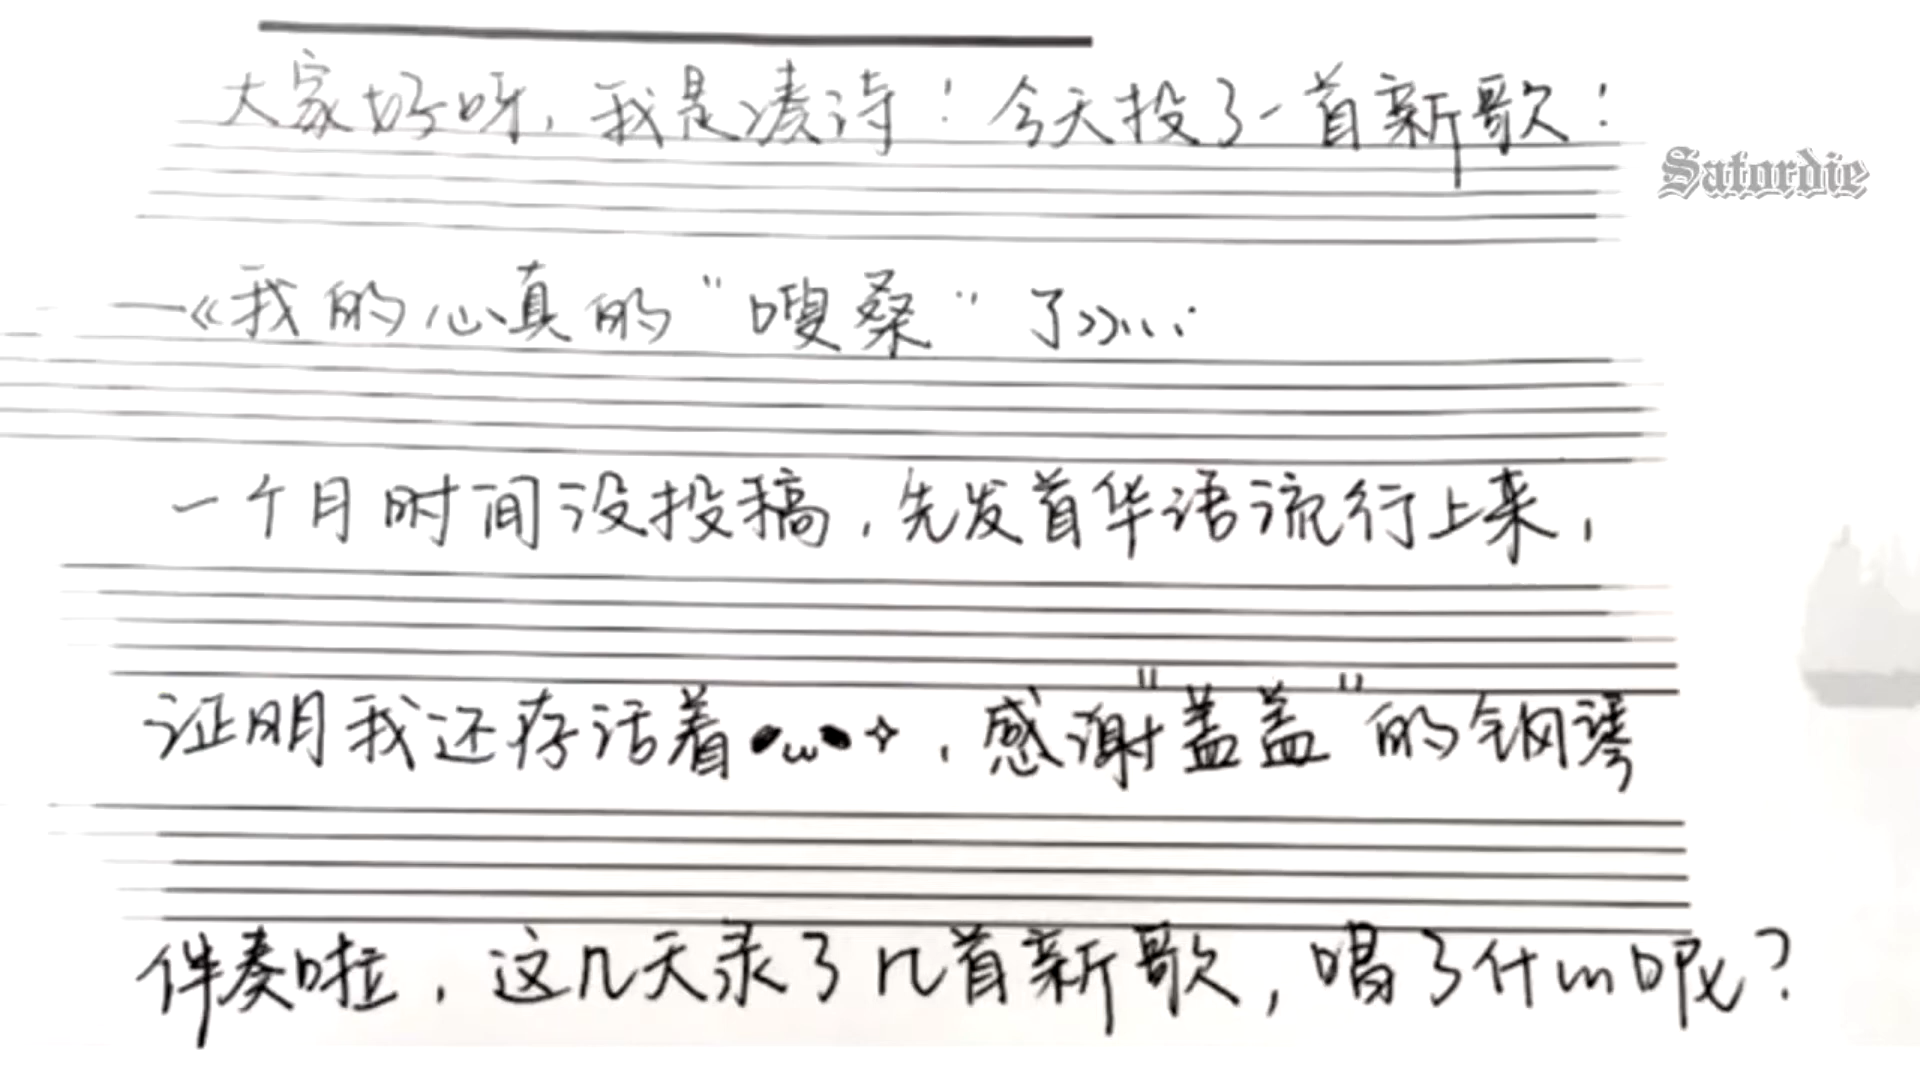 大家好呀，我是凑诗！今天投了一首新歌！
Satordie
—《我的心真的“嗖桑”了》...
一个月时间没投稿，先发首华语流行上来，
证明我还存活着●ω●✧，感谢“盖盖”的钢琴
伴奏啦，这几天录了几首新歌，唱了什么呢？